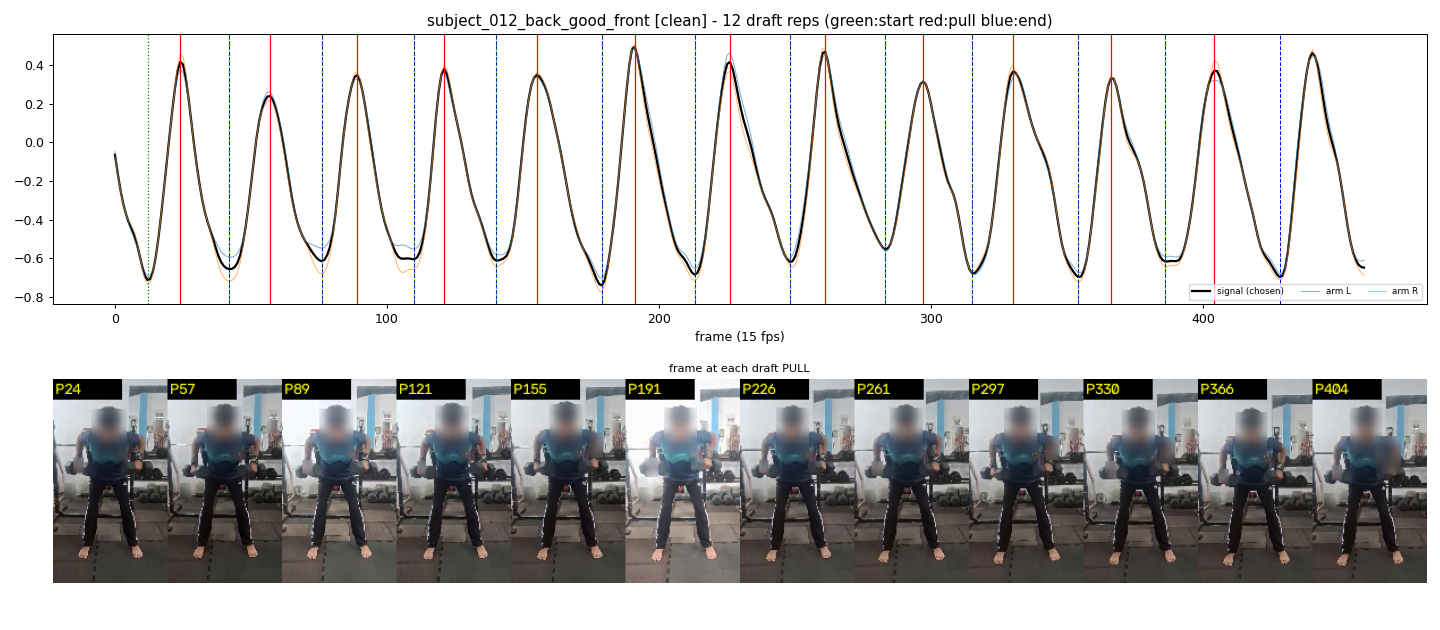 subject_012_back_good_front [clean] - 12 draft reps (green:start red:pull blue:end)
0.4
0.2
0.0
−0.2
−0.4
−0.6
−0.8
signal (chosen) arm L arm R
0 100 200 300 400
frame (15 fps)
frame at each draft PULL
P24 P57 P89 P121 P155 P191 P226 P261 P297 P330 P366 P404